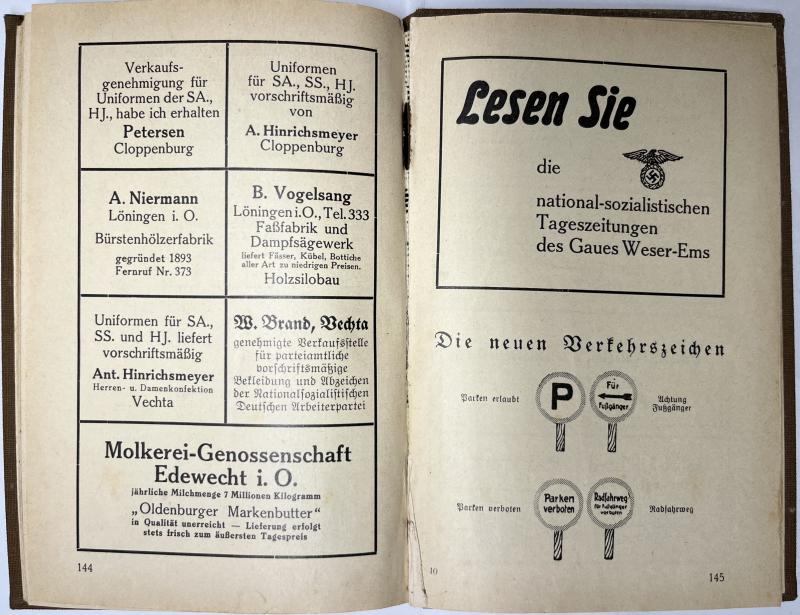 Verkaufs-
genehmigung für
Uniformen der SA.,
HJ., habe ich erhalten
Petersen
Cloppenburg
Uniformen
für SA., SS., HJ.
vorschriftsmäßig
von
A. Hinrichsmeyer
Cloppenburg
A. Niermann
Löningen i. O.
Bürstenhölzerfabrik
gegründet 1893
Fernruf Nr. 373
B. Vogelsang
Löningen i.O., Tel. 333
Faßfabrik und
Dampfsägewerk
liefert Fässer, Kübel, Bottiche
aller Art zu niedrigen Preisen.
Holzsilobau
Uniformen für SA.,
SS. und HJ. liefert
vorschriftsmäßig
Ant. Hinrichsmeyer
Herren- u. Damenkonfektion
Vechta
W. Brand, Vechta
genehmigte Verkaufsstelle
für parteiamtliche
vorschriftsmäßige
Bekleidung und Abzeichen
der Nationalsozialistischen
Deutschen Arbeiterpartei
Molkerei-Genossenschaft
Edewecht i. O.
jährliche Milchmenge 7 Millionen Kilogramm
„Oldenburger Markenbutter“
in Qualität unerreicht — Lieferung erfolgt
stets frisch zum äußersten Tagespreis
144
Lesen Sie
die
national-sozialistischen
Tageszeitungen
des Gaues Weser-Ems
Die neuen Verkehrszeichen
Parken erlaubt
P
Für
Fußgänger
Achtung
Fußgänger
Parken verboten
Parken
verboten
Radfahrweg
für Fußgänger
verboten
Radfahrweg
10
145